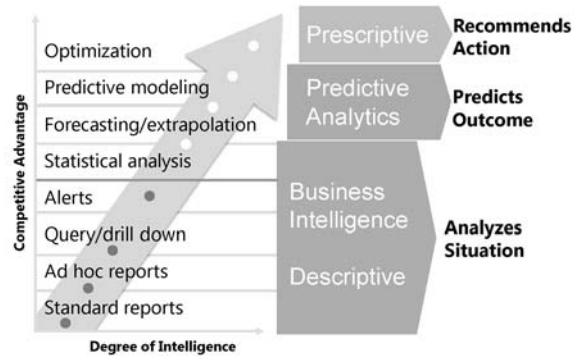 Competitive Advantage
Optimization
Predictive modeling
Forecasting/extrapolation
Statistical analysis
Alerts
Query/drill down
Ad hoc reports
Standard reports
Degree of Intelligence
Prescriptive
Recommends
Action
Predictive
Analytics
Predicts
Outcome
Business
Intelligence
Descriptive
Analyzes
Situation